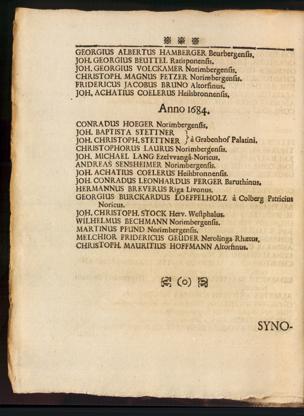 GEORGIUS ALBERTUS HAMBERGER Beurbergensis,
JOH. GEORGIUS BEUTTEL Ratisponensis.
JOH. GEORGIUS VOLCKAMER Norimbergensis.
CHRISTOPH. MAGNUS PETZER Norimbergensis.
FRIDERICUS JACOBUS BRUNO Altorfinus.
JOH. ACHATIUS COELERUS Heilsbronnensis.
Anno 1684.
CONRADUS HOEGER Norimbergensis,
JOH. BAPTISTA STETTNER
JOH. CHRISTOPH. STETTNER } à Grabenhof Palatini.
CHRISTOPHORUS LAURUS Norimbergensis.
JOH. MICHAEL LANG Ezelvvangâ-Noricus.
ANDREAS SENSHEIMER Norimbergensis.
JOH. ACHATIUS COELERUS Heilsbronnensis.
JOH. CONRADUS LEONHARDUS PERGER Baruthinus.
HERMANNUS BREVERUS Riga Livonus.
GEORGIUS BURCKARDUS LOEFFELHOLZ à Colberg Patricius
Noricus.
JOH. CHRISTOPH. STOCK Herv. Westphalus.
WILHELMUS BECHMANN Norimbergensis.
MARTINUS PFUND Norimbergensis.
MELCHIOR FRIDERICUS GEUDER Nerolinga Rhætus.
CHRISTOPH. MAURITIUS HOFFMANN Altorfinus.
(o)
SYNO-